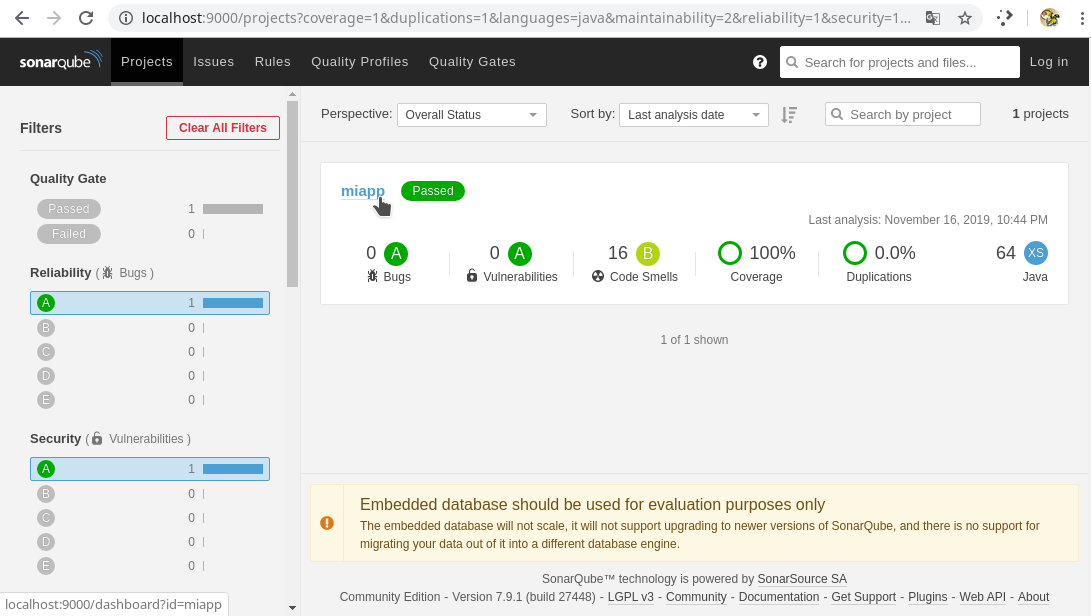 localhost:9000/projects?coverage=1&duplications=1&languages=java&maintainability=2&reliability=1&security=1...
sonarqube Projects Issues Rules Quality Profiles Quality Gates ? Search for projects and files... Log in
Filters Clear All Filters
Perspective: Overall Status Sort by: Last analysis date Search by project 1 projects
Quality Gate
Passed 1
Failed 0
Reliability ( Bugs )
A 1
B 0
C 0
D 0
E 0
Security ( Vulnerabilities )
A 1
B 0
C 0
D 0
E 0
miapp Passed
Last analysis: November 16, 2019, 10:44 PM
0 A 0 A 16 B 100% 0.0% 64 XS
Bugs Vulnerabilities Code Smells Coverage Duplications Java
1 of 1 shown
Embedded database should be used for evaluation purposes only
The embedded database will not scale, it will not support upgrading to newer versions of SonarQube, and there is no support for
migrating your data out of it into a different database engine.
SonarQube™ technology is powered by SonarSource SA
Community Edition - Version 7.9.1 (build 27448) - LGPL v3 - Community - Documentation - Get Support - Plugins - Web API - About
localhost:9000/dashboard?id=miapp